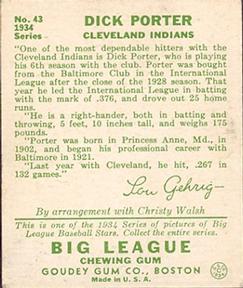 No. 43
1934
Series
DICK PORTER
CLEVELAND INDIANS
"One of the most dependable hitters with the
Cleveland Indians is Dick Porter, who is playing
his 6th season with the club. Porter was bought
from the Baltimore Club in the International
League after the close of the 1928 season. That
year he led the International League in batting
with the mark of .376, and drove out 25 home
runs.
"He is a right-hander, both in batting and
throwing, 5 feet, 10 inches tall, and weighs 175
pounds.
"Porter was born in Princess Anne, Md., in
1902, and began his professional career with
Baltimore in 1921.
"Last year with Cleveland, he hit, .267 in
132 games."
Lou Gehrig
By arrangement with Christy Walsh
This is one of the 1934 Series of pictures of Big
League Baseball Stars. Collect the entire series.
BIG LEAGUE
CHEWING GUM
GOUDEY GUM CO., BOSTON
Made in U.S.A.